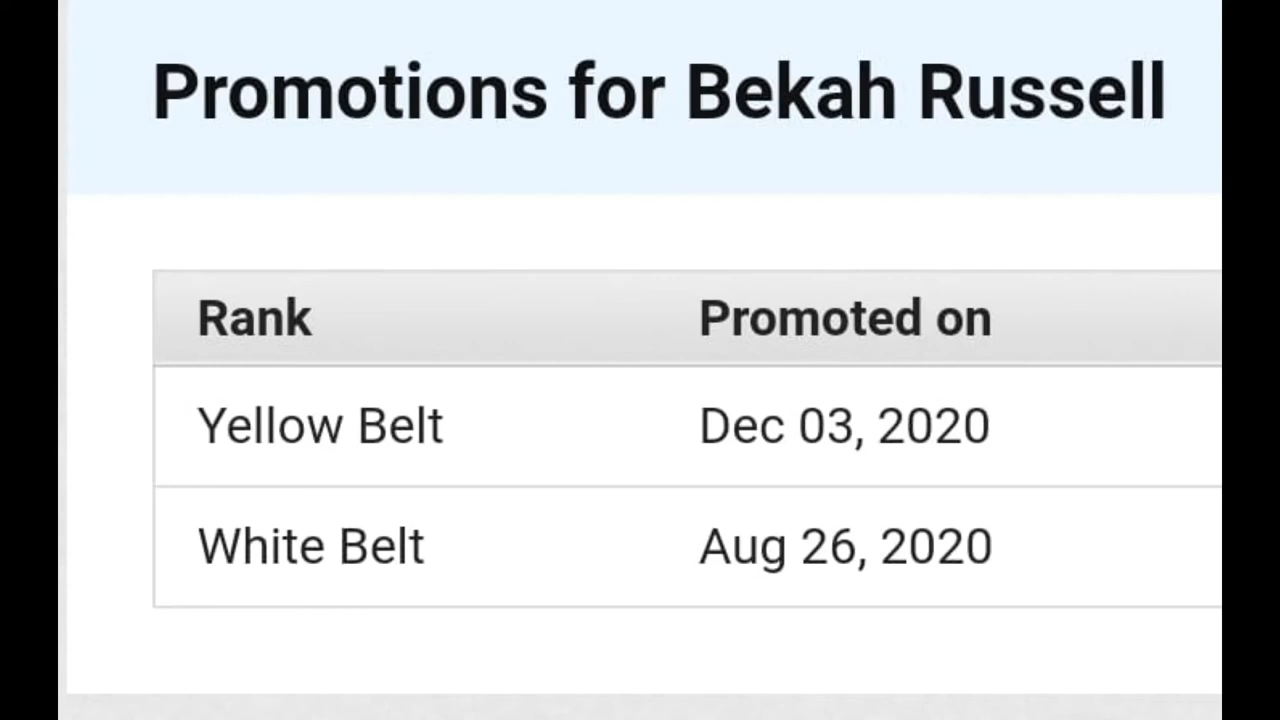 Promotions for Bekah Russell
Rank Promoted on
Yellow Belt Dec 03, 2020
White Belt Aug 26, 2020